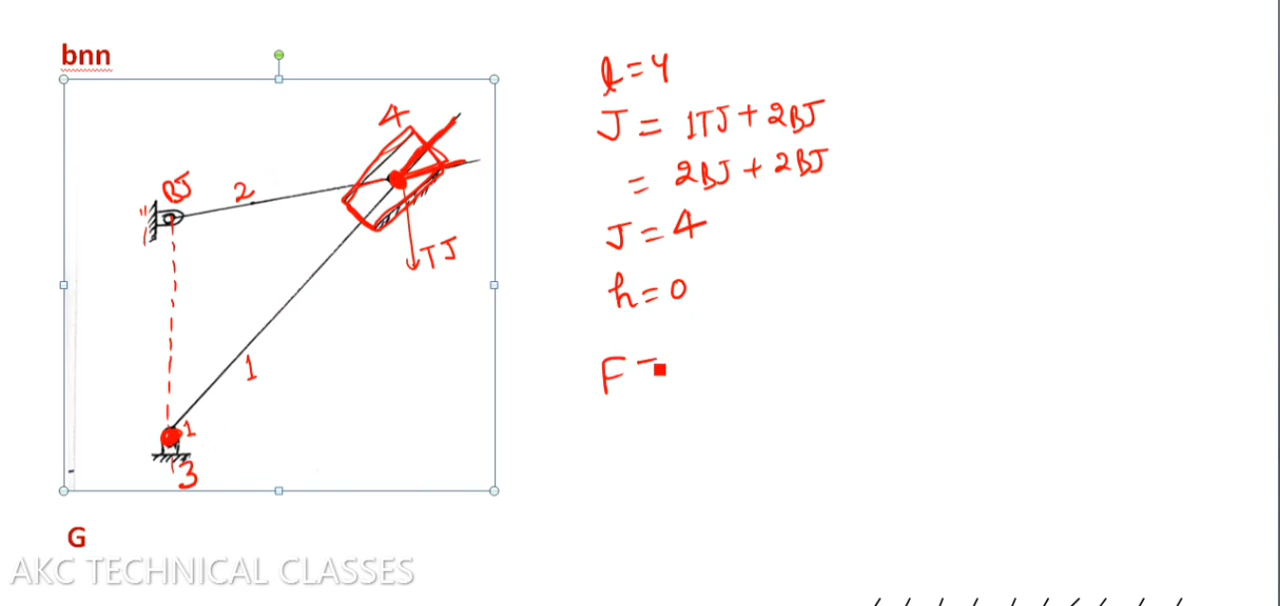 bnn
l=4
J = 1TJ + 2BJ
= 2BJ + 2BJ
J = 4
h=0
F =
4
BJ
2
TJ
1
1
3
G
AKC TECHNICAL CLASSES